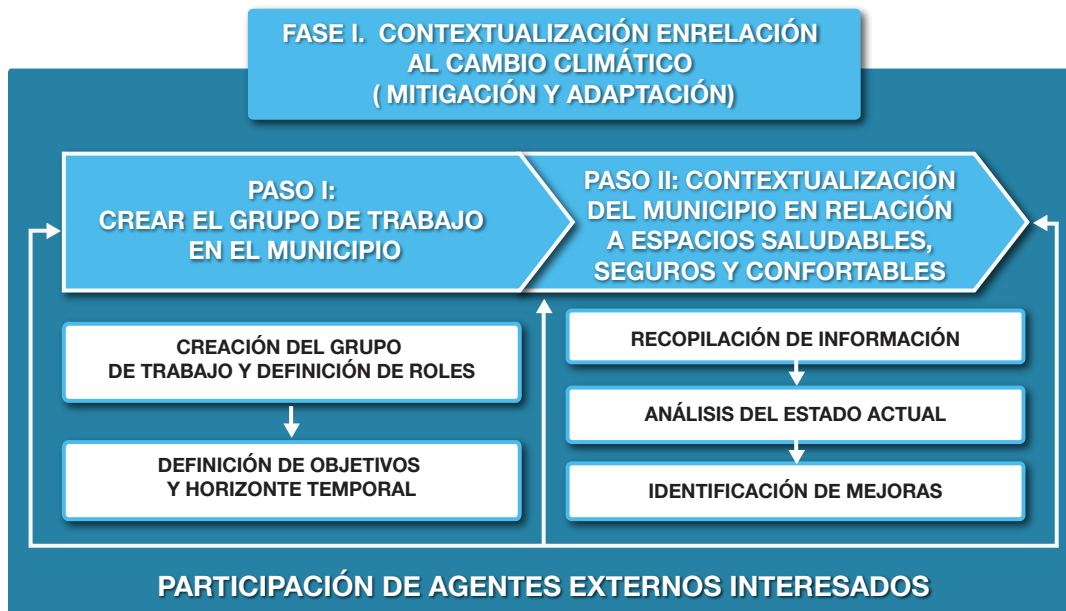 FASE I. CONTEXTUALIZACIÓN ENRELACIÓN
AL CAMBIO CLIMÁTICO
( MITIGACIÓN Y ADAPTACIÓN)
PASO I:
CREAR EL GRUPO DE TRABAJO
EN EL MUNICIPIO
PASO II: CONTEXTUALIZACIÓN
DEL MUNICIPIO EN RELACIÓN
A ESPACIOS SALUDABLES,
SEGUROS Y CONFORTABLES
CREACIÓN DEL GRUPO
DE TRABAJO Y DEFINICIÓN DE ROLES
DEFINICIÓN DE OBJETIVOS
Y HORIZONTE TEMPORAL
RECOPILACIÓN DE INFORMACIÓN
ANÁLISIS DEL ESTADO ACTUAL
IDENTIFICACIÓN DE MEJORAS
PARTICIPACIÓN DE AGENTES EXTERNOS INTERESADOS